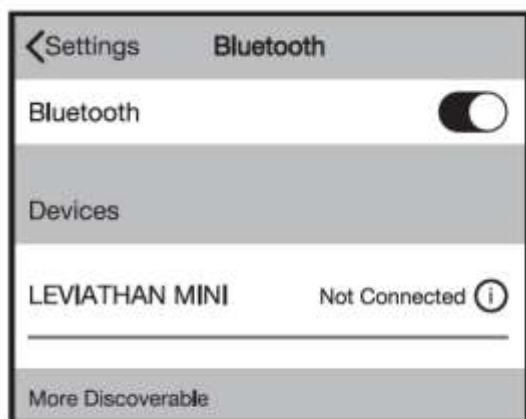 Settings Bluetooth
Bluetooth
Devices
LEVIATHAN MINI Not Connected i
More Discoverable